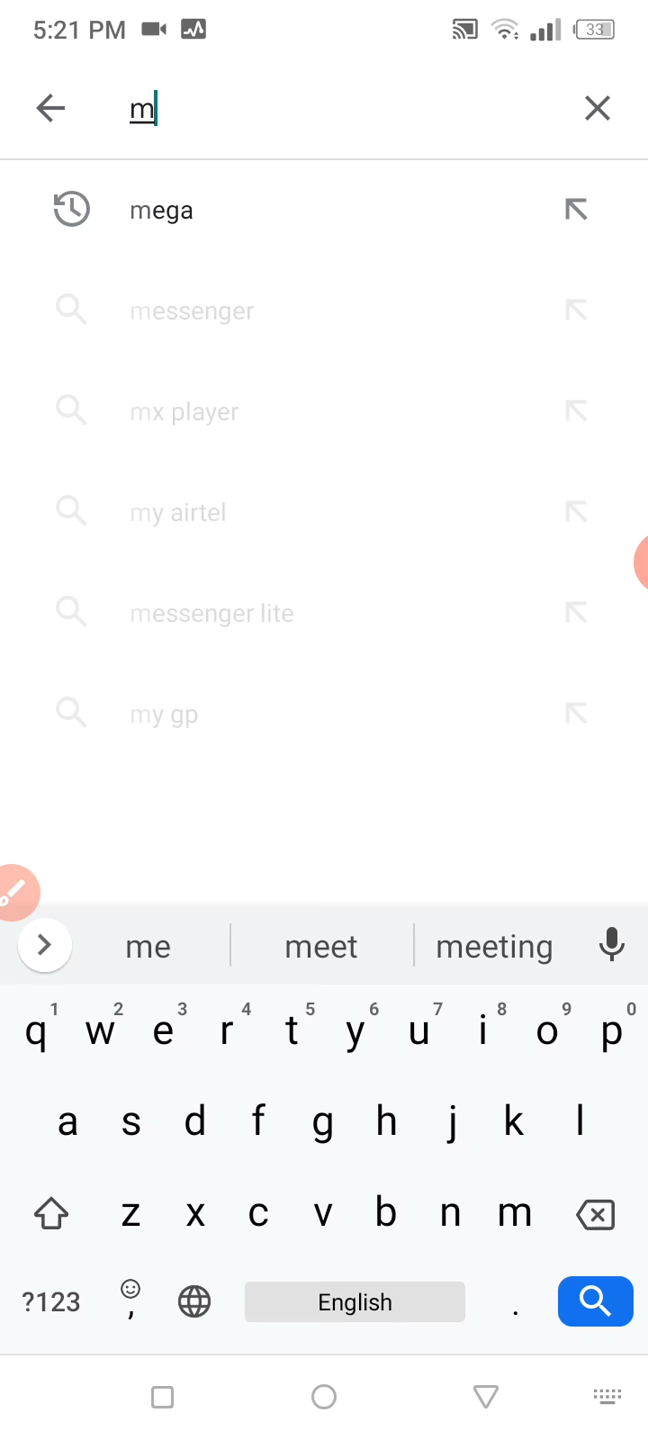 5:21 PM 33
m
mega
messenger
mx player
my airtel
messenger lite
my gp
me meet meeting
1 2 3 4 5 6 7 8 9 0
q w e r t y u i o p
a s d f g h j k l
z x c v b n m
?123 , English .